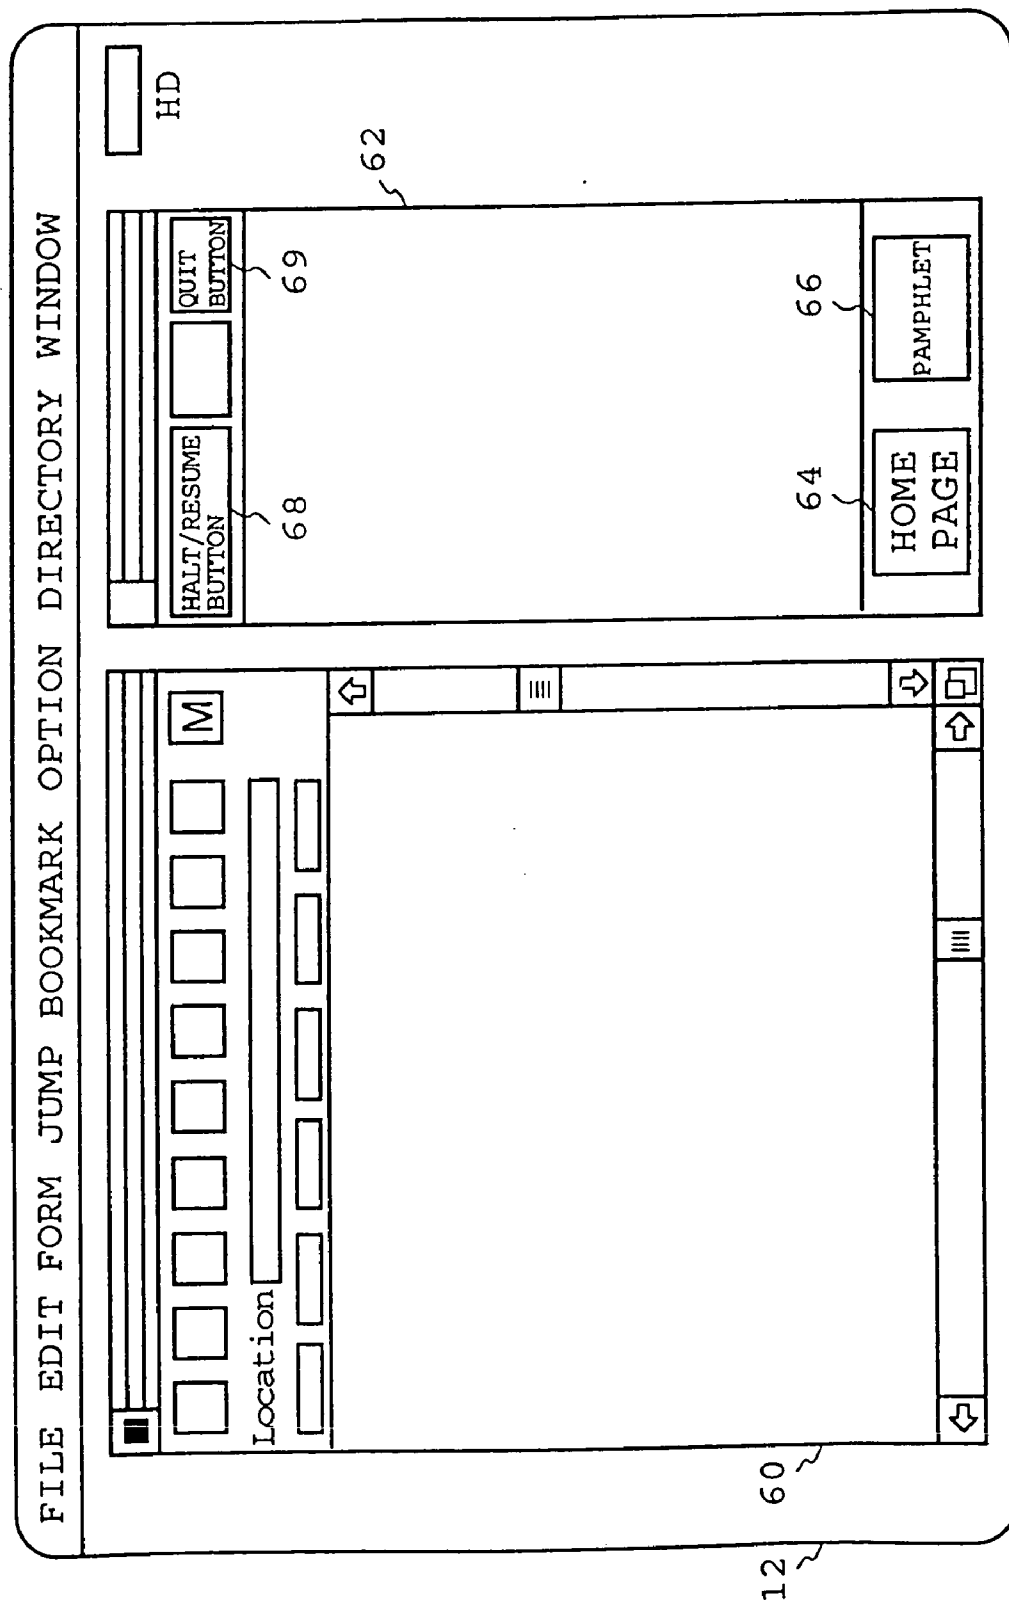 FILE EDIT FORM JUMP BOOKMARK OPTION DIRECTORY WINDOW
HD
M
Location
HALT/RESUME
BUTTON
QUIT
BUTTON
68
69
62
64
66
HOME
PAGE
PAMPHLET
60
12